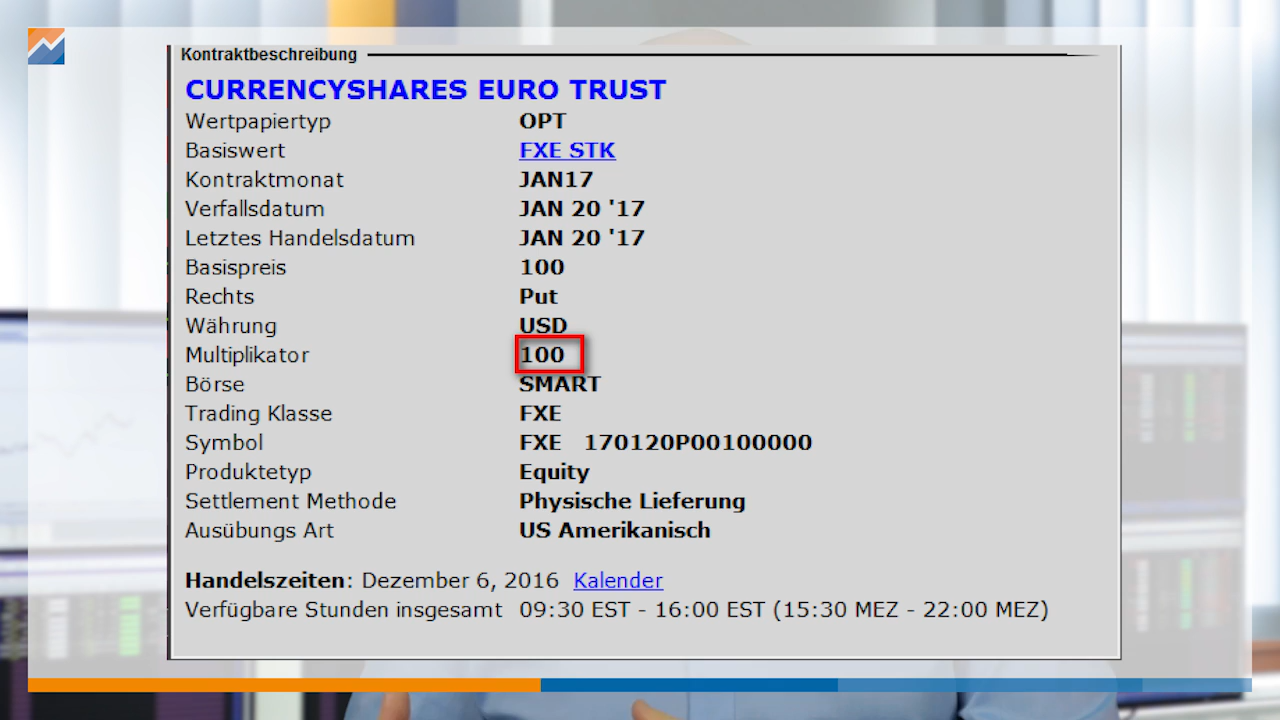 Kontraktbeschreibung
CURRENCYSHARES EURO TRUST
Wertpapiertyp OPT
Basiswert FXE STK
Kontraktmonat JAN17
Verfallsdatum JAN 20 '17
Letztes Handelsdatum JAN 20 '17
Basispreis 100
Rechts Put
Währung USD
Multiplikator 100
Börse SMART
Trading Klasse FXE
Symbol FXE 170120P00100000
Produktetyp Equity
Settlement Methode Physische Lieferung
Ausübungs Art US Amerikanisch
Handelszeiten: Dezember 6, 2016 Kalender
Verfügbare Stunden insgesamt 09:30 EST - 16:00 EST (15:30 MEZ - 22:00 MEZ)